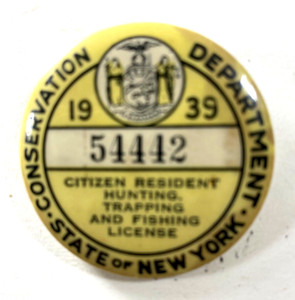 CONSERVATION DEPARTMENT
19 39
54442
CITIZEN RESIDENT
HUNTING,
TRAPPING
AND FISHING
LICENSE
· STATE OF NEW YORK ·